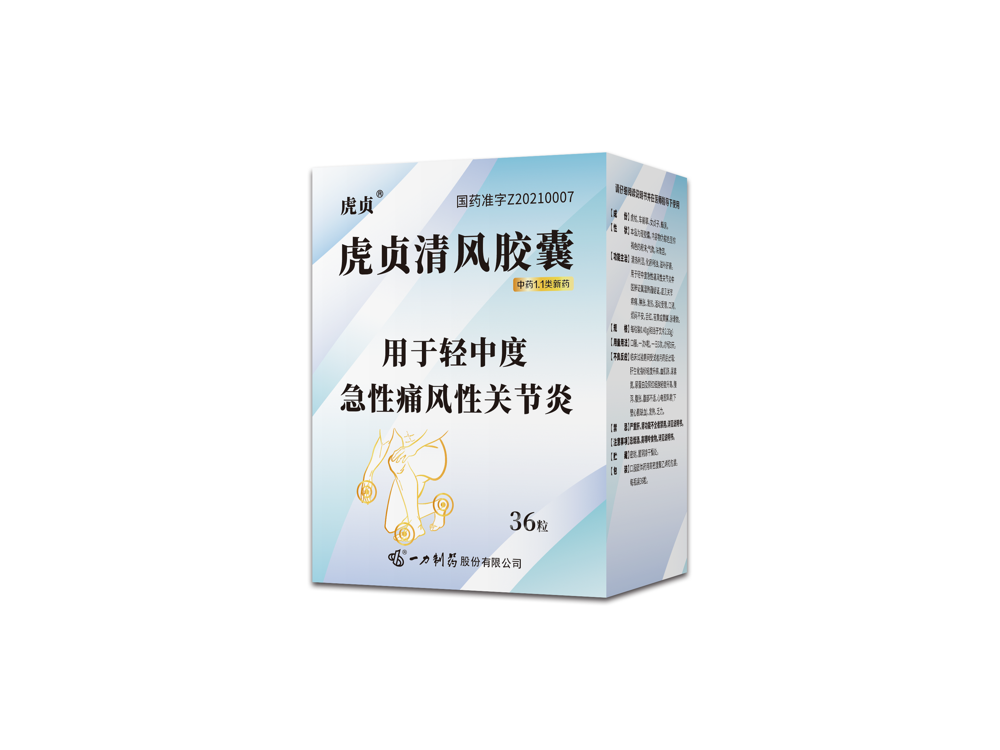 虎贞®
国药准字Z20210007
虎贞清风胶囊
中药1.1类新药
用于轻中度
急性痛风性关节炎
36粒
®一力制药股份有限公司
请仔细阅读说明书并在医师指导下使用
【成　份】虎杖、车前草、女贞子、蜂房。
【性　状】本品为硬胶囊，内容物为棕色至棕
褐色的粉末；气微，味微苦。
【功能主治】清热利湿，化瘀利浊，滋补肝肾。
用于轻中度急性痛风性关节炎中
医辨证属湿热蕴结证，症见关节
疼痛、肿胀、发热、活动受限、口渴、
烦闷不安，舌红、苔黄或黄腻、脉滑数。
【规　格】每粒装0.40g(相当于饮片2.33g)
【用量用法】口服。一次4粒，一日3次。疗程3天。
【不良反应】临床试验期间受试者用药后出现：
肝生化指标轻度升高、血肌酐、尿素
氮、尿蛋白及尿红细胞轻度升高、腹
泻、腹胀、腹部不适、心电图异常(下
壁心肌缺血)、发热、乏力。
【禁　忌】严重肝、肾功能不全者禁用。详见说明书。
【注意事项】忌烟酒、高嘌呤食物。详见说明书。
【贮　藏】密封，置阴凉干燥处。
【包　装】口服固体药用高密度聚乙烯瓶包装。
每瓶装36粒。